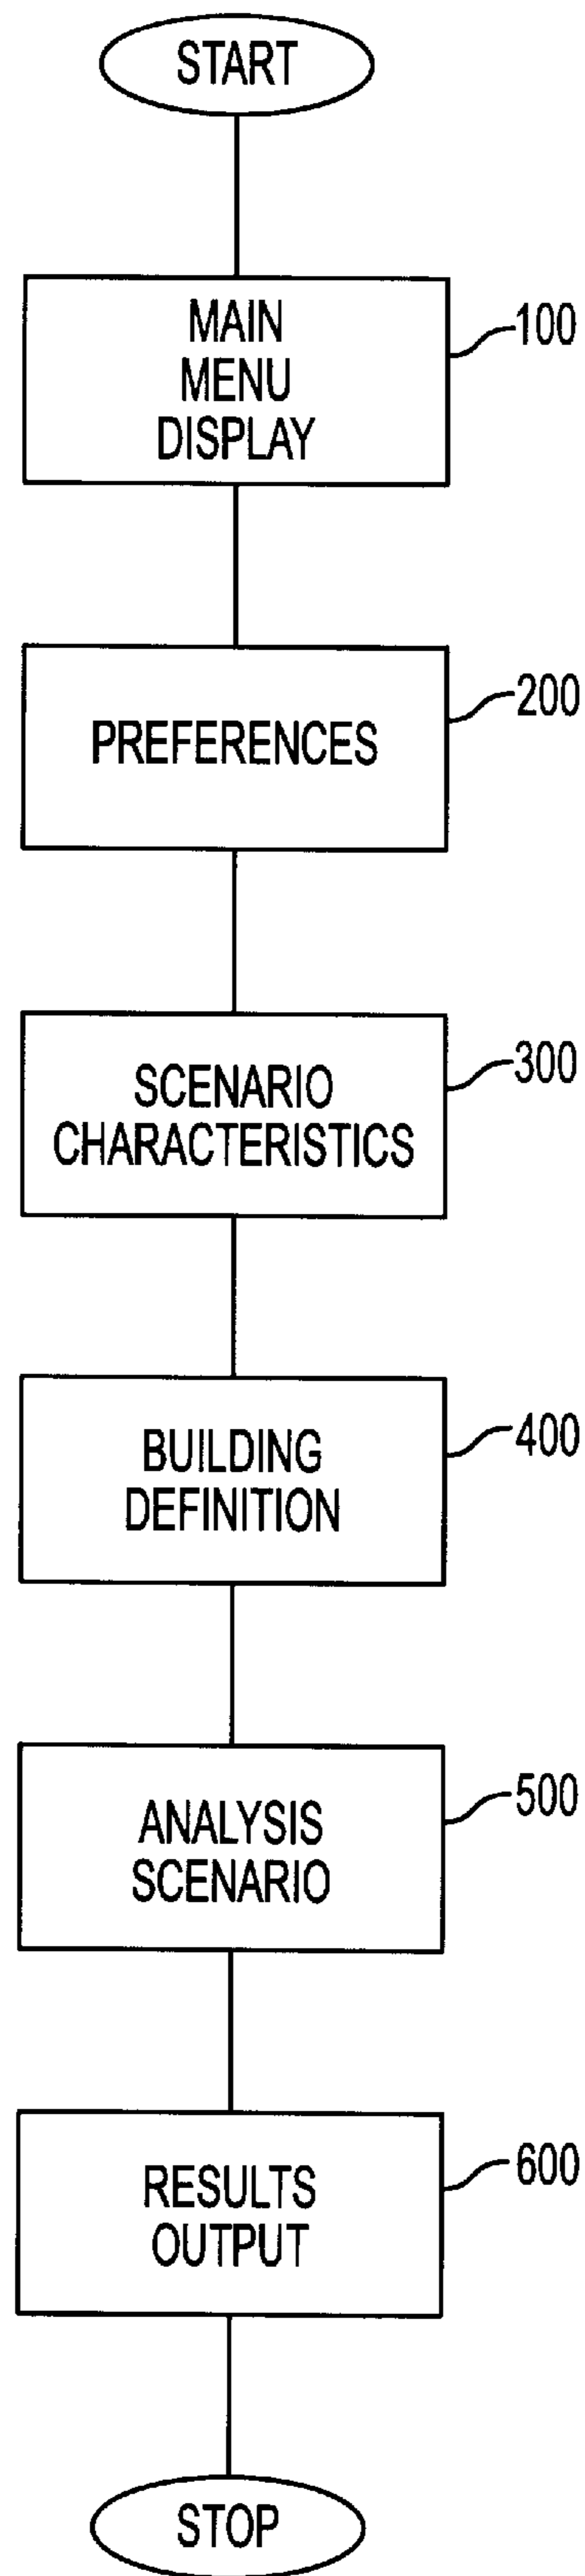 START
MAIN
MENU
DISPLAY
100
PREFERENCES
200
SCENARIO
CHARACTERISTICS
300
BUILDING
DEFINITION
400
ANALYSIS
SCENARIO
500
RESULTS
OUTPUT
600
STOP